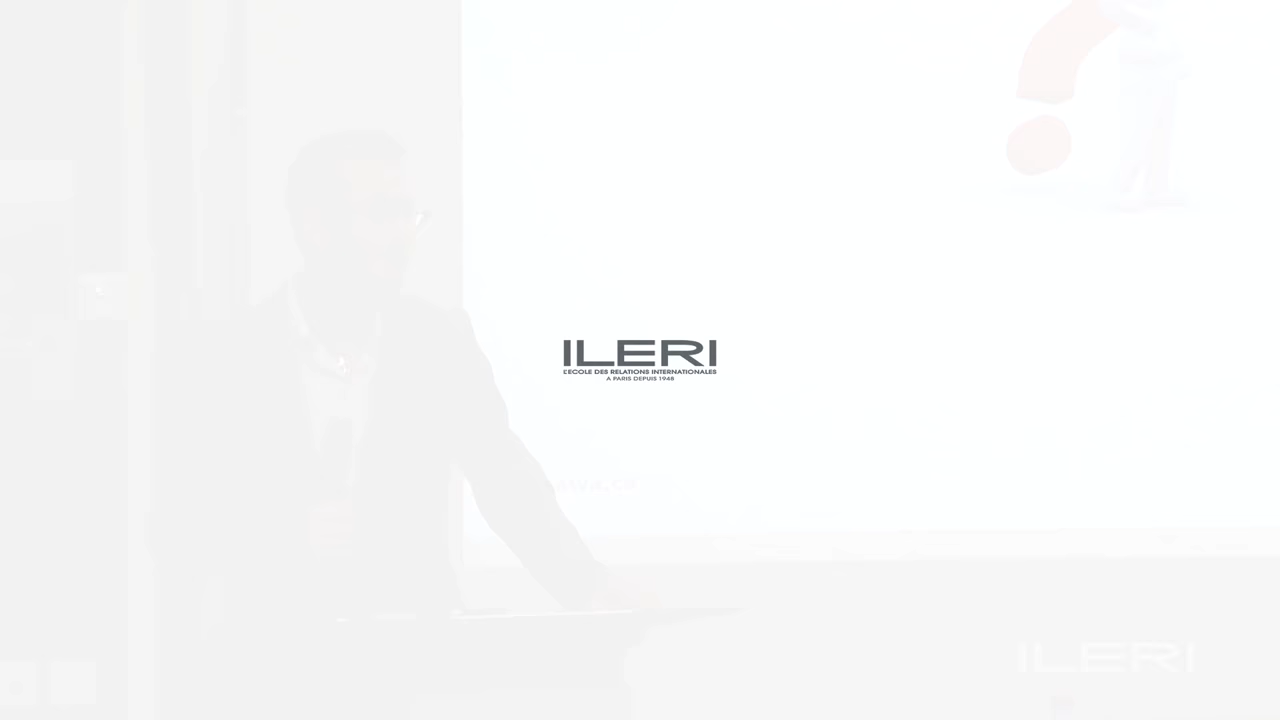 ILERI
L'ECOLE DES RELATIONS INTERNATIONALES
A PARIS DEPUIS 1948
ILERI